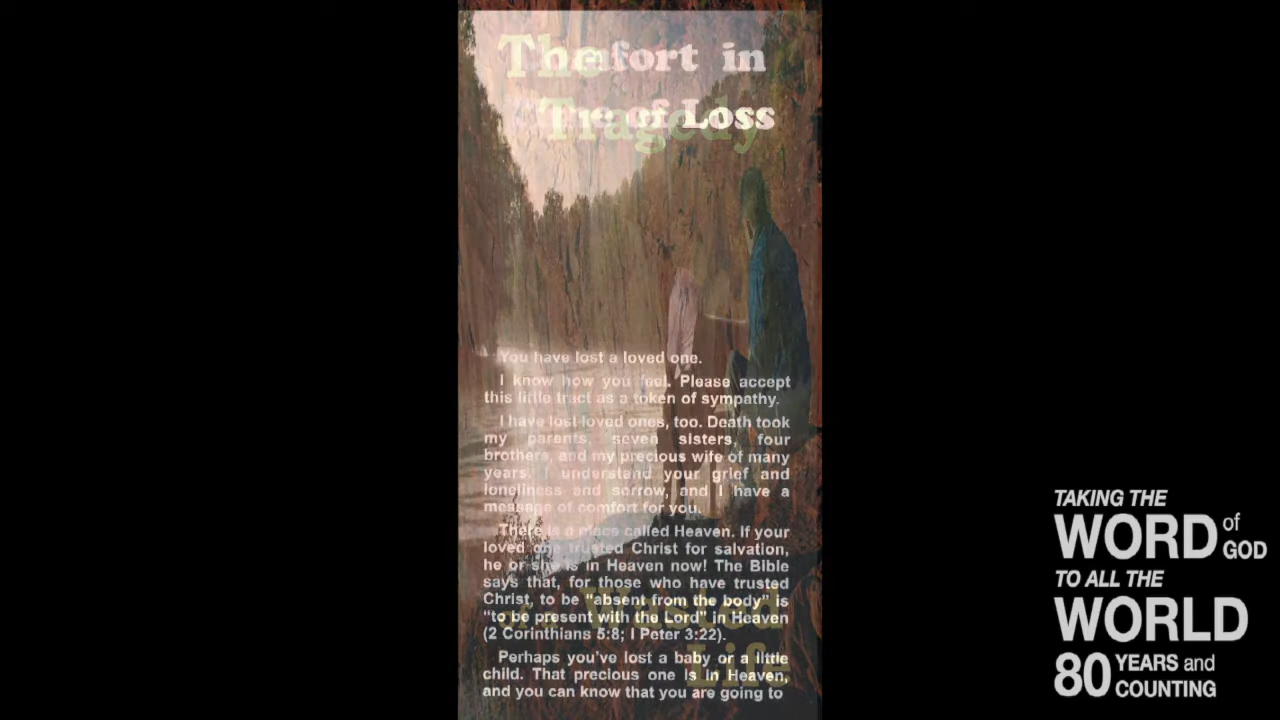 The
fort in
Tragedy
of Loss
You have lost a loved one.
I know how you feel. Please accept
this little tract as a token of sympathy.
I have lost loved ones, too. Death took
my parents, seven sisters, four
brothers, and my precious wife of many
years. I understand your grief and
loneliness and sorrow, and I have a
message of comfort for you.
There is a place called Heaven. If your
loved one trusted Christ for salvation,
he or she is in Heaven now! The Bible
says that, for those who have trusted
Christ, to be “absent from the body” is
“to be present with the Lord” in Heaven
(2 Corinthians 5:8; I Peter 3:22).
of a Wasted
Life
Perhaps you’ve lost a baby or a little
child. That precious one is in Heaven,
and you can know that you are going to
TAKING THE
WORD of GOD
TO ALL THE
WORLD
80 YEARS and
COUNTING